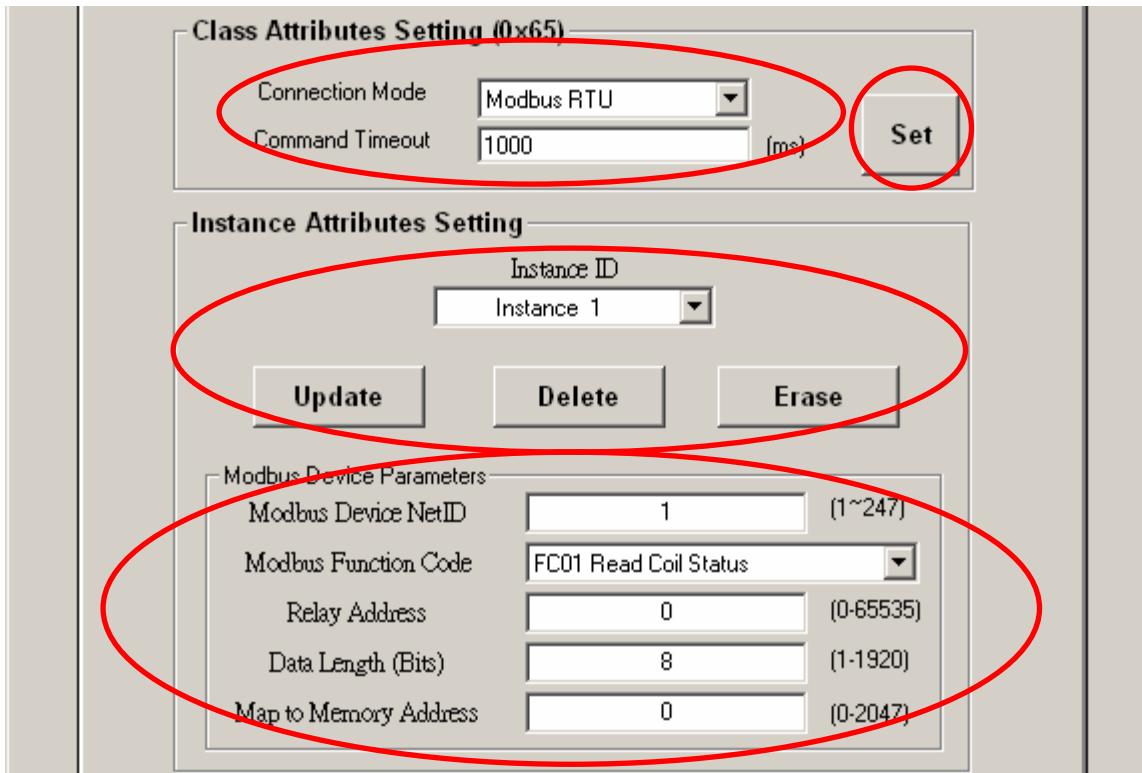 Class Attributes Setting (0x65)
Connection Mode Modbus RTU
Command Timeout 1000 (ms)
Set
Instance Attributes Setting
Instance ID
Instance 1
Update Delete Erase
Modbus Device Parameters
Modbus Device NetID 1 (1~247)
Modbus Function Code FC01 Read Coil Status
Relay Address 0 (0-65535)
Data Length (Bits) 8 (1-1920)
Map to Memory Address 0 (0-2047)